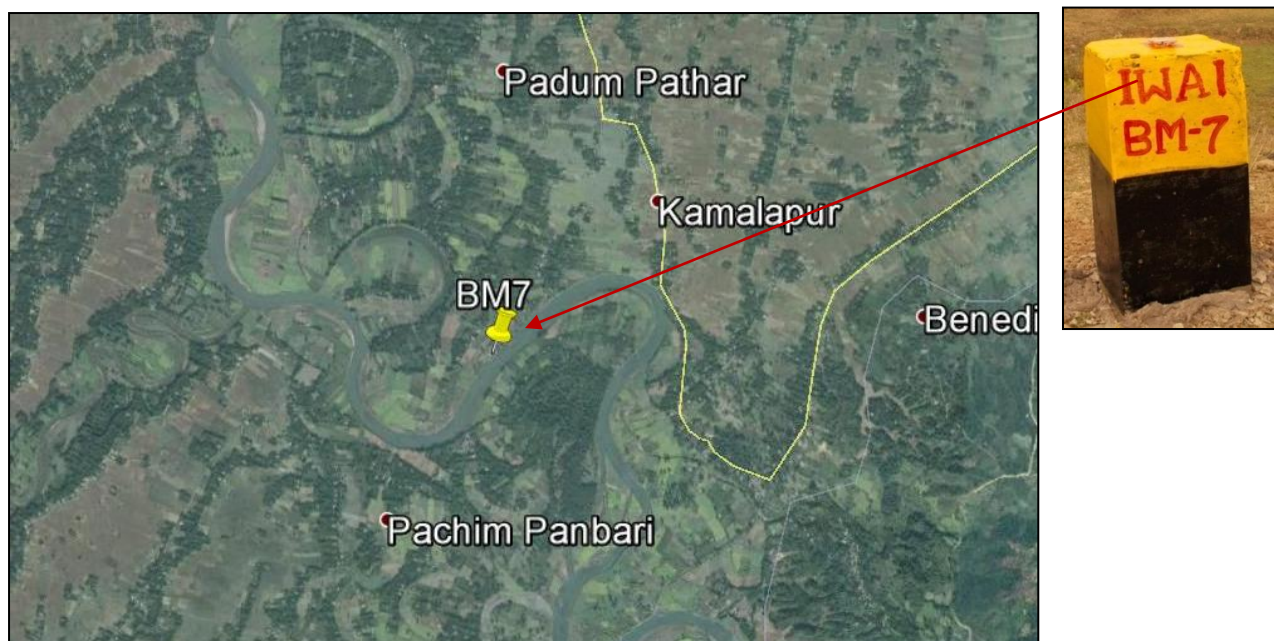 Padum Pathar
Kamalapur
BM7
Benedi
Pachim Panbari
IWAI
BM-7